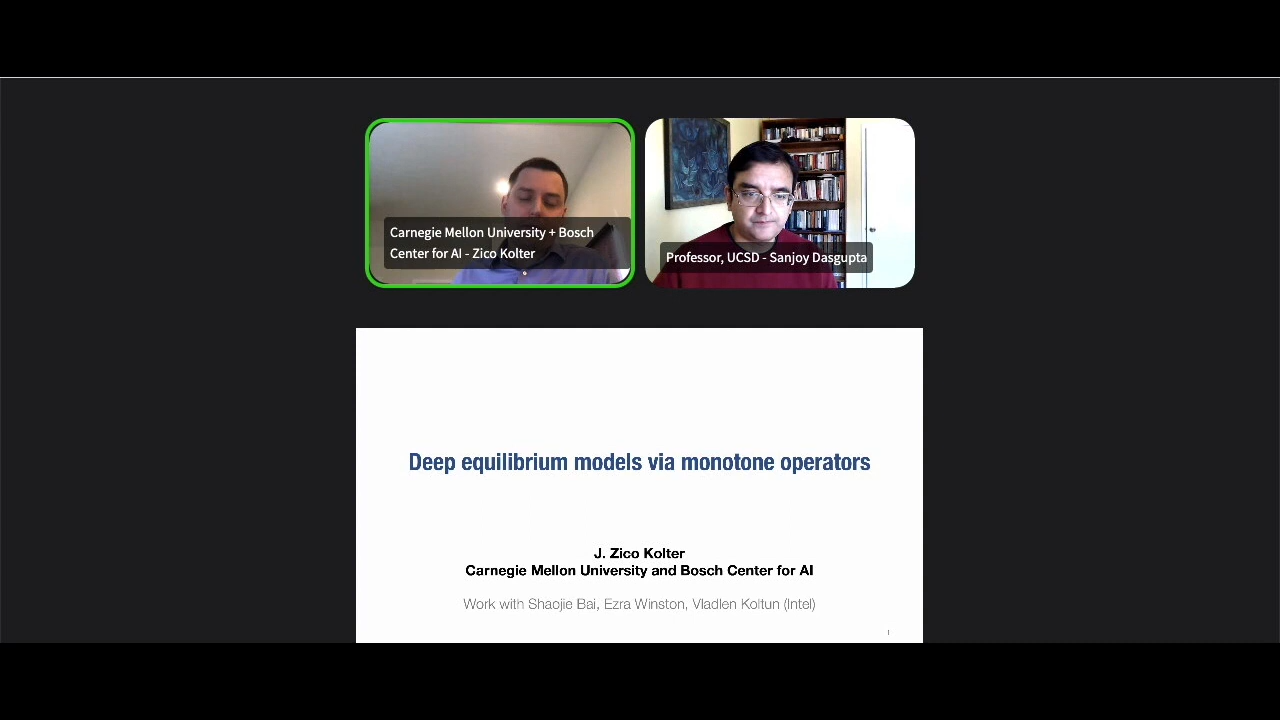 Carnegie Mellon University + Bosch
Center for AI - Zico Kolter
Professor, UCSD - Sanjoy Dasgupta
Deep equilibrium models via monotone operators
J. Zico Kolter
Carnegie Mellon University and Bosch Center for AI
Work with Shaojie Bai, Ezra Winston, Vladlen Koltun (Intel)
1